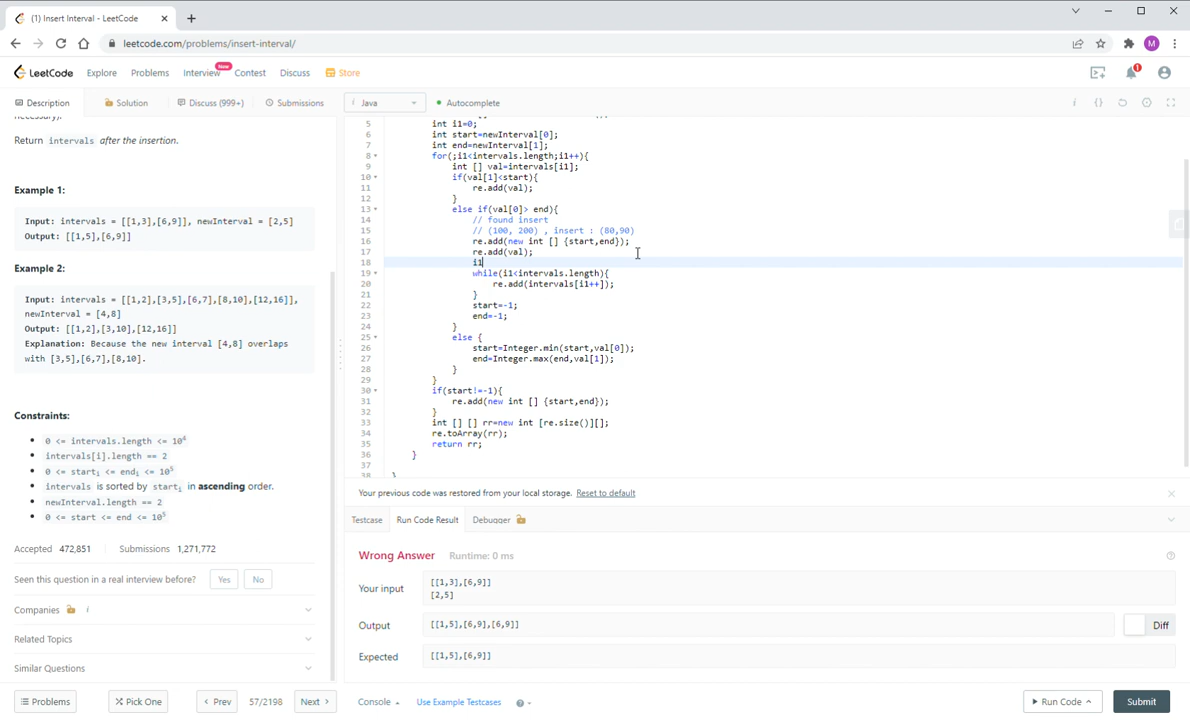 (1) Insert Interval - LeetCode
leetcode.com/problems/insert-interval/
M
LeetCode Explore Problems Interview New Contest Discuss Store 1
Description Solution Discuss (999+) Submissions i Java Autocomplete
Return intervals after the insertion.
Example 1:
Input: intervals = [[1,3],[6,9]], newInterval = [2,5]
Output: [[1,5],[6,9]]
Example 2:
Input: intervals = [[1,2],[3,5],[6,7],[8,10],[12,16]],
newInterval = [4,8]
Output: [[1,2],[3,10],[12,16]]
Explanation: Because the new interval [4,8] overlaps
with [3,5],[6,7],[8,10].
Constraints:
0 <= intervals.length <= 10⁴
intervals[i].length == 2
0 <= startᵢ <= endᵢ <= 10⁵
intervals is sorted by startᵢ in ascending order.
newInterval.length == 2
0 <= start <= end <= 10⁵
Accepted 472,851 Submissions 1,271,772
Seen this question in a real interview before? Yes No
Companies i
Related Topics
Similar Questions
Problems Pick One < Prev 57/2198 Next >
5 int i1=0;
6 int start=newInterval[0];
7 int end=newInterval[1];
8 for(;i1<intervals.length;i1++){
9 int [] val=intervals[i1];
10 if(val[1]<start){
11 re.add(val);
12 }
13 else if(val[0]> end){
14 // found insert
15 // (100, 200) , insert : (80,90)
16 re.add(new int [] {start,end});
17 re.add(val);
18 i1
19 while(i1<intervals.length){
20 re.add(intervals[i1++]);
21 }
22 start=-1;
23 end=-1;
24 }
25 else {
26 start=Integer.min(start,val[0]);
27 end=Integer.max(end,val[1]);
28 }
29 }
30 if(start!=-1){
31 re.add(new int [] {start,end});
32 }
33 int [] [] rr=new int [re.size()][];
34 re.toArray(rr);
35 return rr;
36 }
37
38 }
Your previous code was restored from your local storage. Reset to default
Testcase Run Code Result Debugger
Wrong Answer Runtime: 0 ms
Your input [[1,3],[6,9]]
[2,5]
Output [[1,5],[6,9],[6,9]] Diff
Expected [[1,5],[6,9]]
Console Use Example Testcases ? Run Code Submit